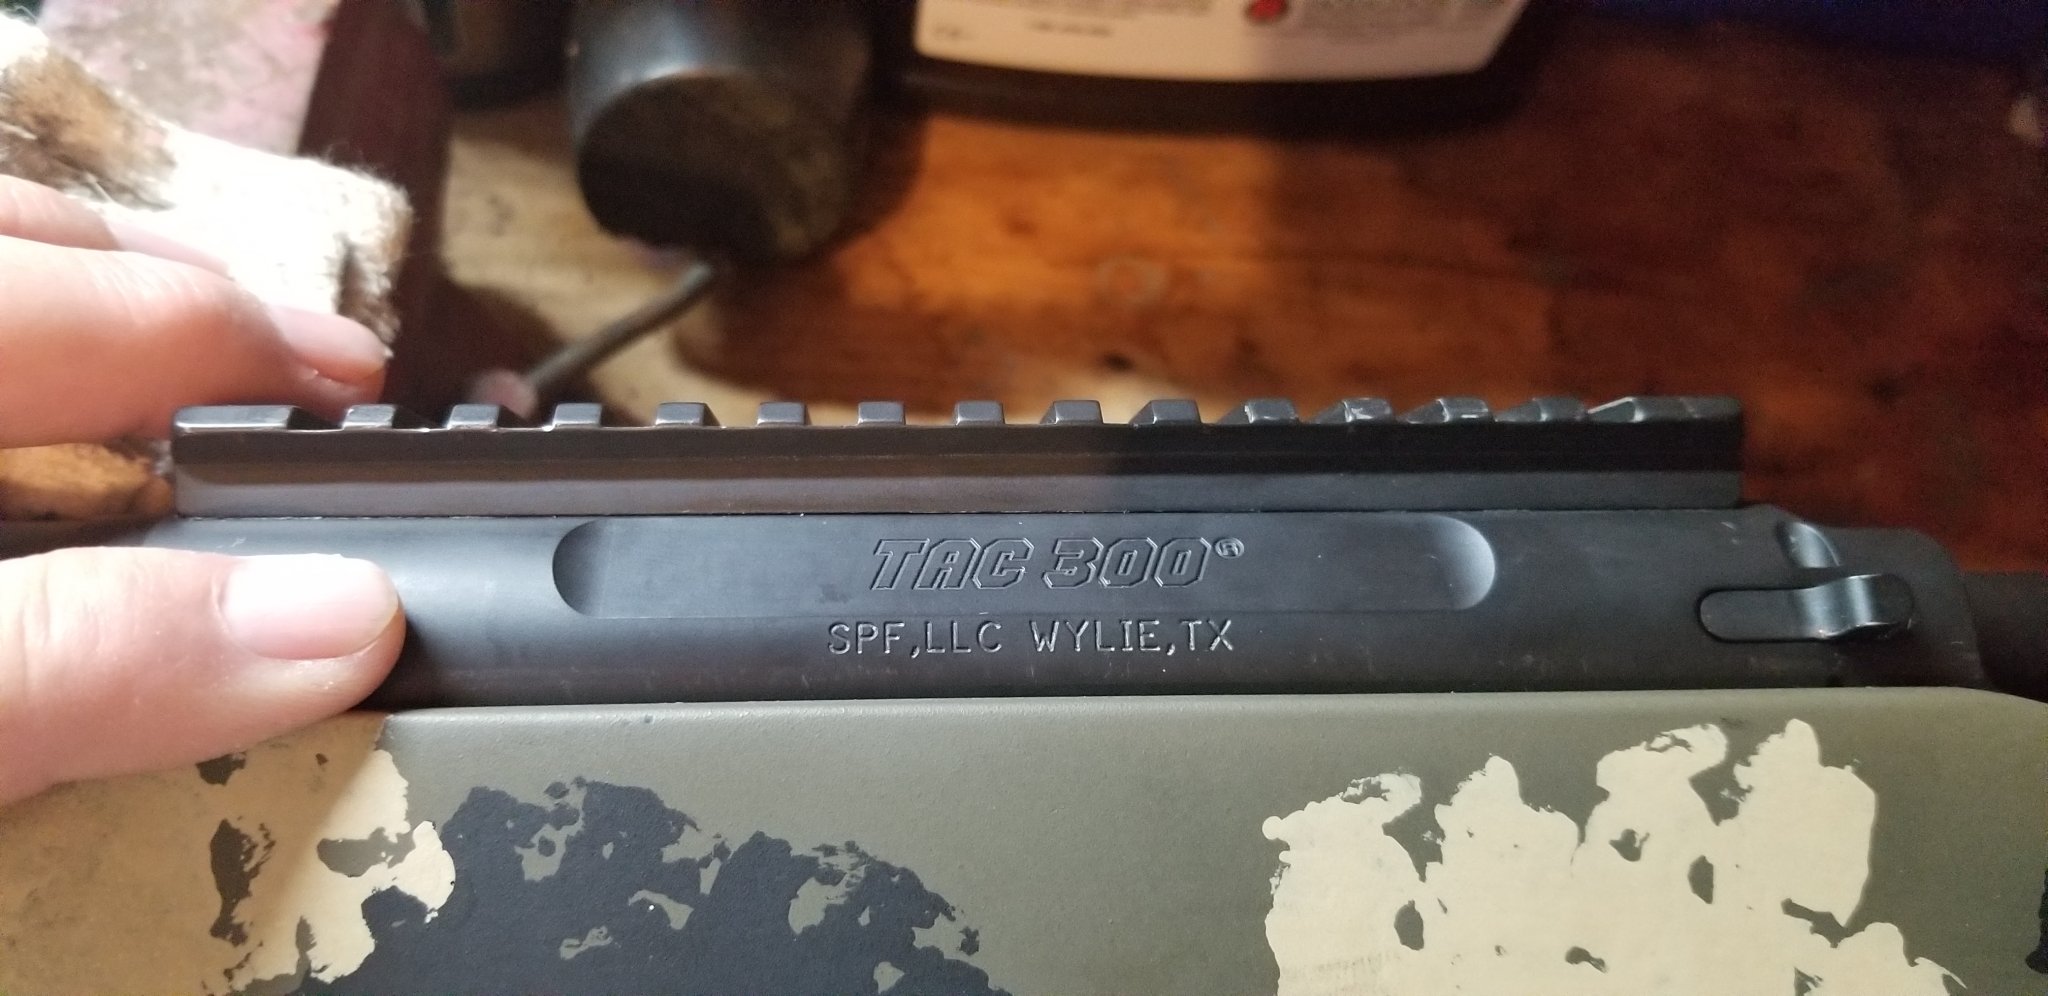 TAC 300®
SPF,LLC WYLIE,TX